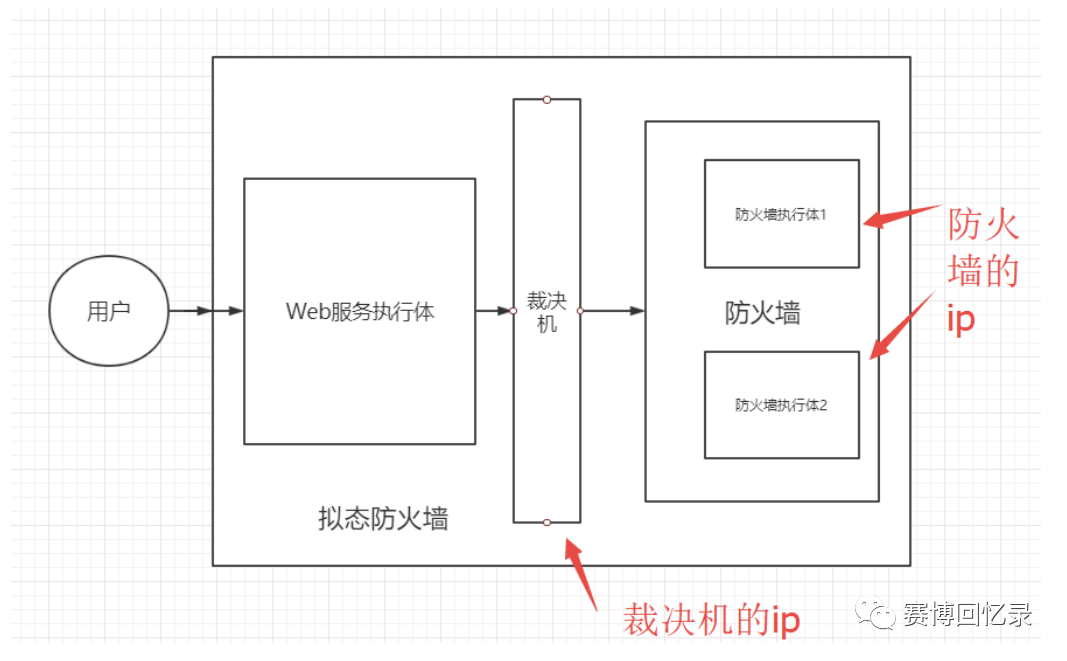 用户
Web服务执行体
裁决
机
防火墙执行体1
防火墙
防火墙执行体2
拟态防火墙
防火
墙的
ip
裁决机的ip
赛博回忆录